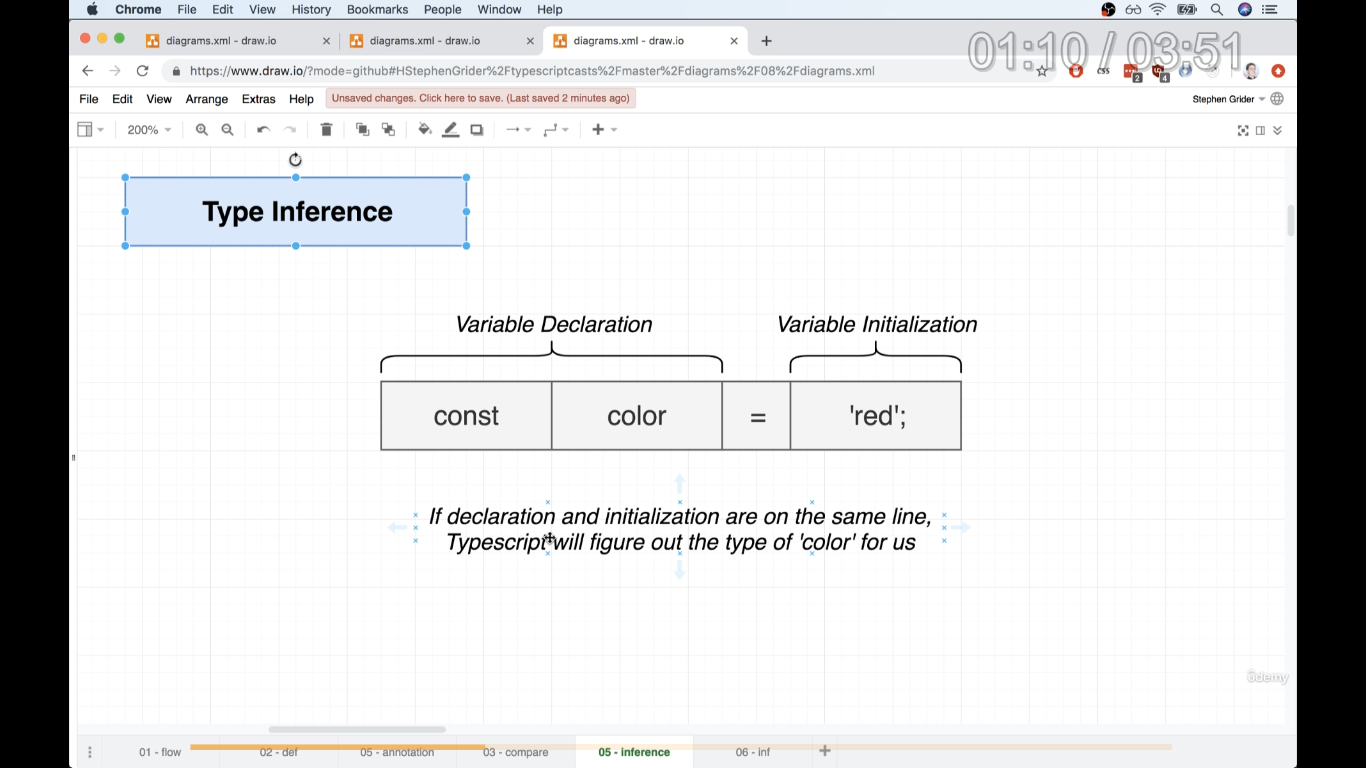 Chrome File Edit View History Bookmarks People Window Help
diagrams.xml - draw.io
diagrams.xml - draw.io
diagrams.xml - draw.io
01:10 / 03:51
https://www.draw.io/?mode=github#HStephenGrider%2Ftypescriptcasts%2Fmaster%2Fdiagrams%2F08%2Fdiagrams.xml
CSS
2
4
File Edit View Arrange Extras Help Unsaved changes. Click here to save. (Last saved 2 minutes ago) Stephen Grider
200%
Type Inference
Variable Declaration Variable Initialization
const color = 'red';
If declaration and initialization are on the same line,
Typescript will figure out the type of 'color' for us
ûdemy
01 - flow 02 - def 05 - annotation 03 - compare 05 - inference 06 - inf